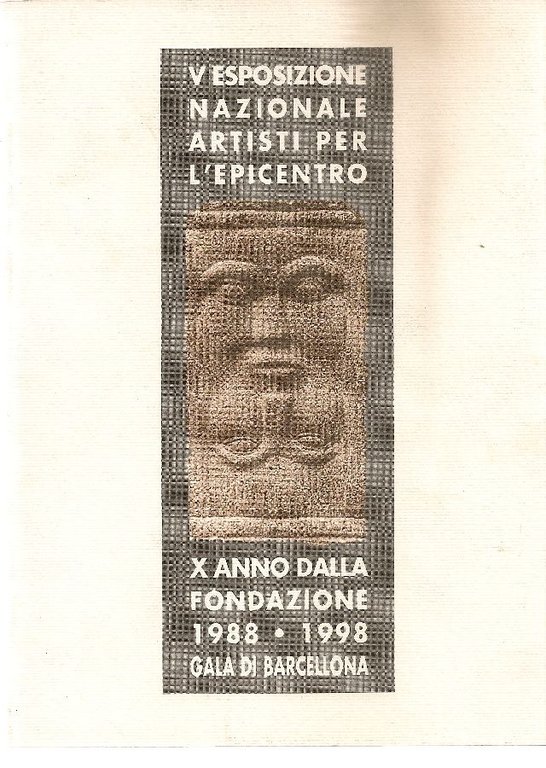 V ESPOSIZIONE
NAZIONALE
ARTISTI PER
L'EPICENTRO
X ANNO DALLA
FONDAZIONE
1988 • 1998
GALA DI BARCELLONA